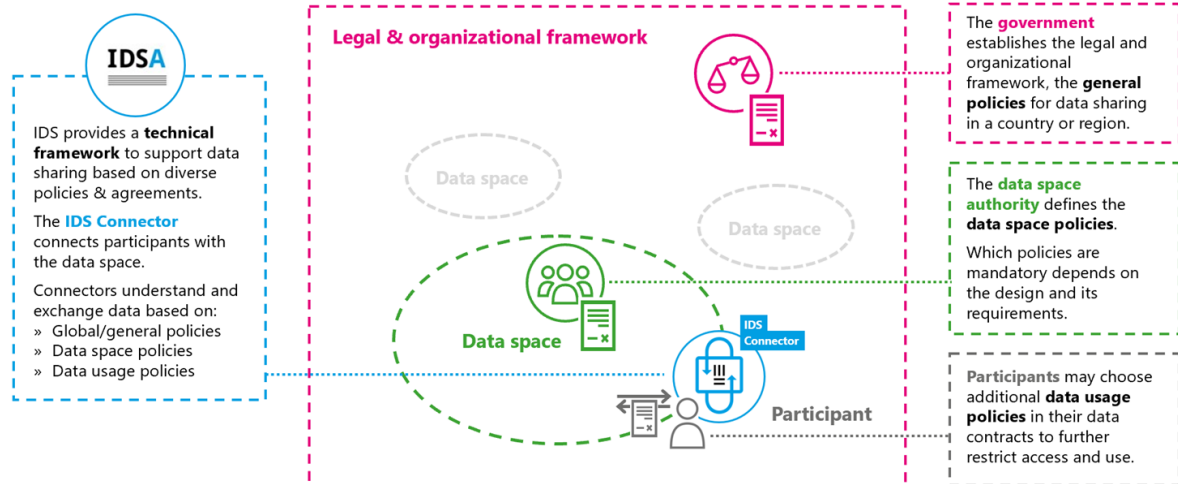 IDSA
IDS provides a technical
framework to support data
sharing based on diverse
policies & agreements.
The IDS Connector
connects participants with
the data space.
Connectors understand and
exchange data based on:
» Global/general policies
» Data space policies
» Data usage policies
Legal & organizational framework
Data space
Data space
Data space
IDS
Connector
Participant
The government
establishes the legal and
organizational
framework, the general
policies for data sharing
in a country or region.
The data space
authority defines the
data space policies.
Which policies are
mandatory depends on
the design and its
requirements.
Participants may choose
additional data usage
policies in their data
contracts to further
restrict access and use.